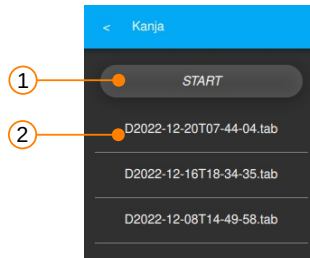 < Kanja
1 START
2 D2022-12-20T07-44-04.tab
D2022-12-16T18-34-35.tab
D2022-12-08T14-49-58.tab